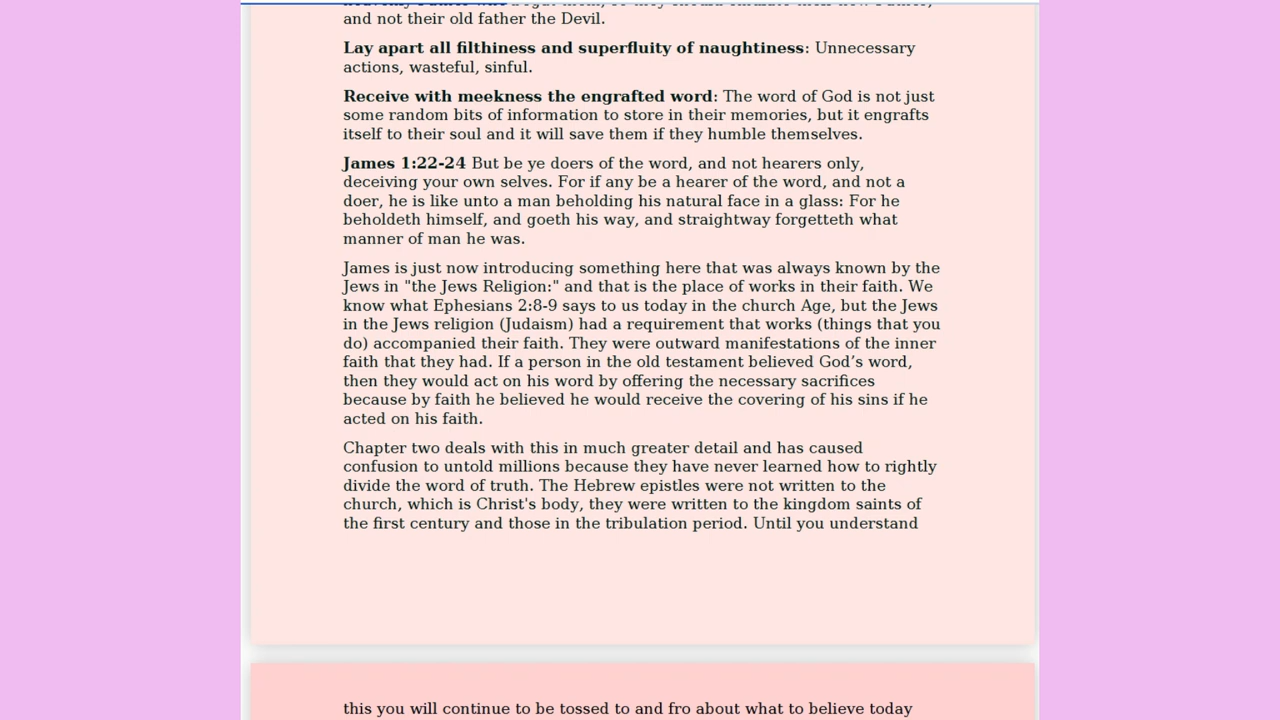 and not their old father the Devil.
Lay apart all filthiness and superfluity of naughtiness: Unnecessary
actions, wasteful, sinful.
Receive with meekness the engrafted word: The word of God is not just
some random bits of information to store in their memories, but it engrafts
itself to their soul and it will save them if they humble themselves.
James 1:22-24 But be ye doers of the word, and not hearers only,
deceiving your own selves. For if any be a hearer of the word, and not a
doer, he is like unto a man beholding his natural face in a glass: For he
beholdeth himself, and goeth his way, and straightway forgetteth what
manner of man he was.
James is just now introducing something here that was always known by the
Jews in "the Jews Religion:" and that is the place of works in their faith. We
know what Ephesians 2:8-9 says to us today in the church Age, but the Jews
in the Jews religion (Judaism) had a requirement that works (things that you
do) accompanied their faith. They were outward manifestations of the inner
faith that they had. If a person in the old testament believed God’s word,
then they would act on his word by offering the necessary sacrifices
because by faith he believed he would receive the covering of his sins if he
acted on his faith.
Chapter two deals with this in much greater detail and has caused
confusion to untold millions because they have never learned how to rightly
divide the word of truth. The Hebrew epistles were not written to the
church, which is Christ's body, they were written to the kingdom saints of
the first century and those in the tribulation period. Until you understand
this you will continue to be tossed to and fro about what to believe today